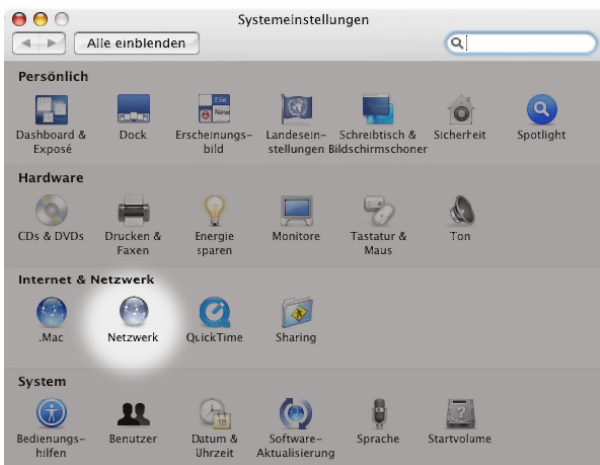 Systemeinstellungen
Alle einblenden
Persönlich
Dashboard & Exposé
Dock
Erscheinungs-
bild
Landesein-
stellungen
Schreibtisch &
Bildschirmschoner
Sicherheit
Spotlight
Hardware
CDs & DVDs
Drucken &
Faxen
Energie
sparen
Monitore
Tastatur &
Maus
Ton
Internet & Netzwerk
.Mac
Netzwerk
QuickTime
Sharing
System
Bedienungs-
hilfen
Benutzer
Datum &
Uhrzeit
Software-
Aktualisierung
Sprache
Startvolume